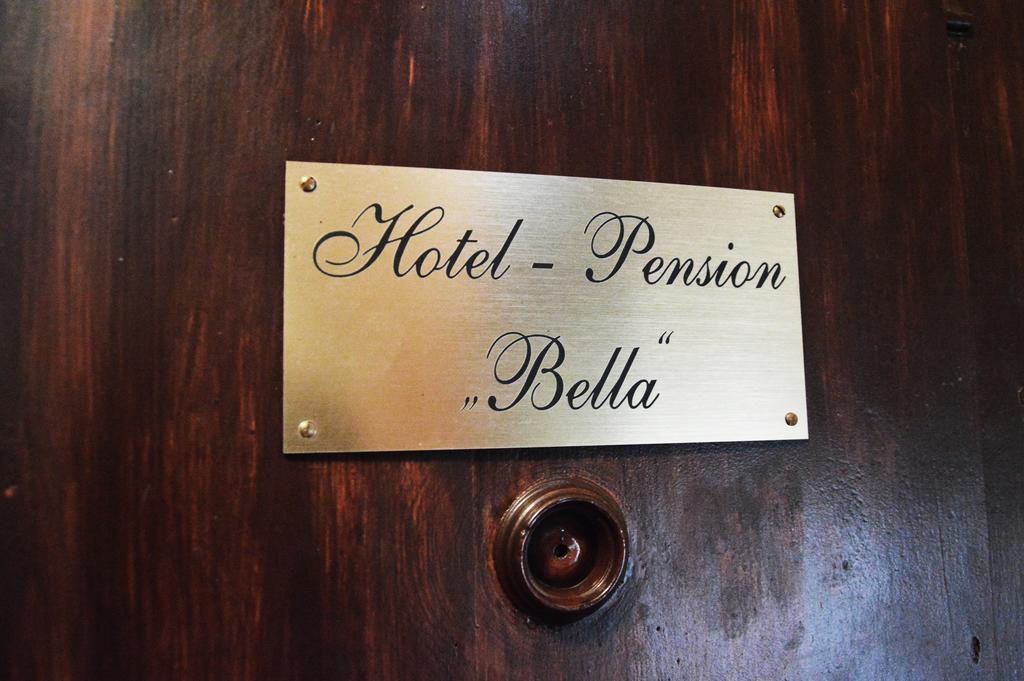 Hotel - Pension
„Bella“